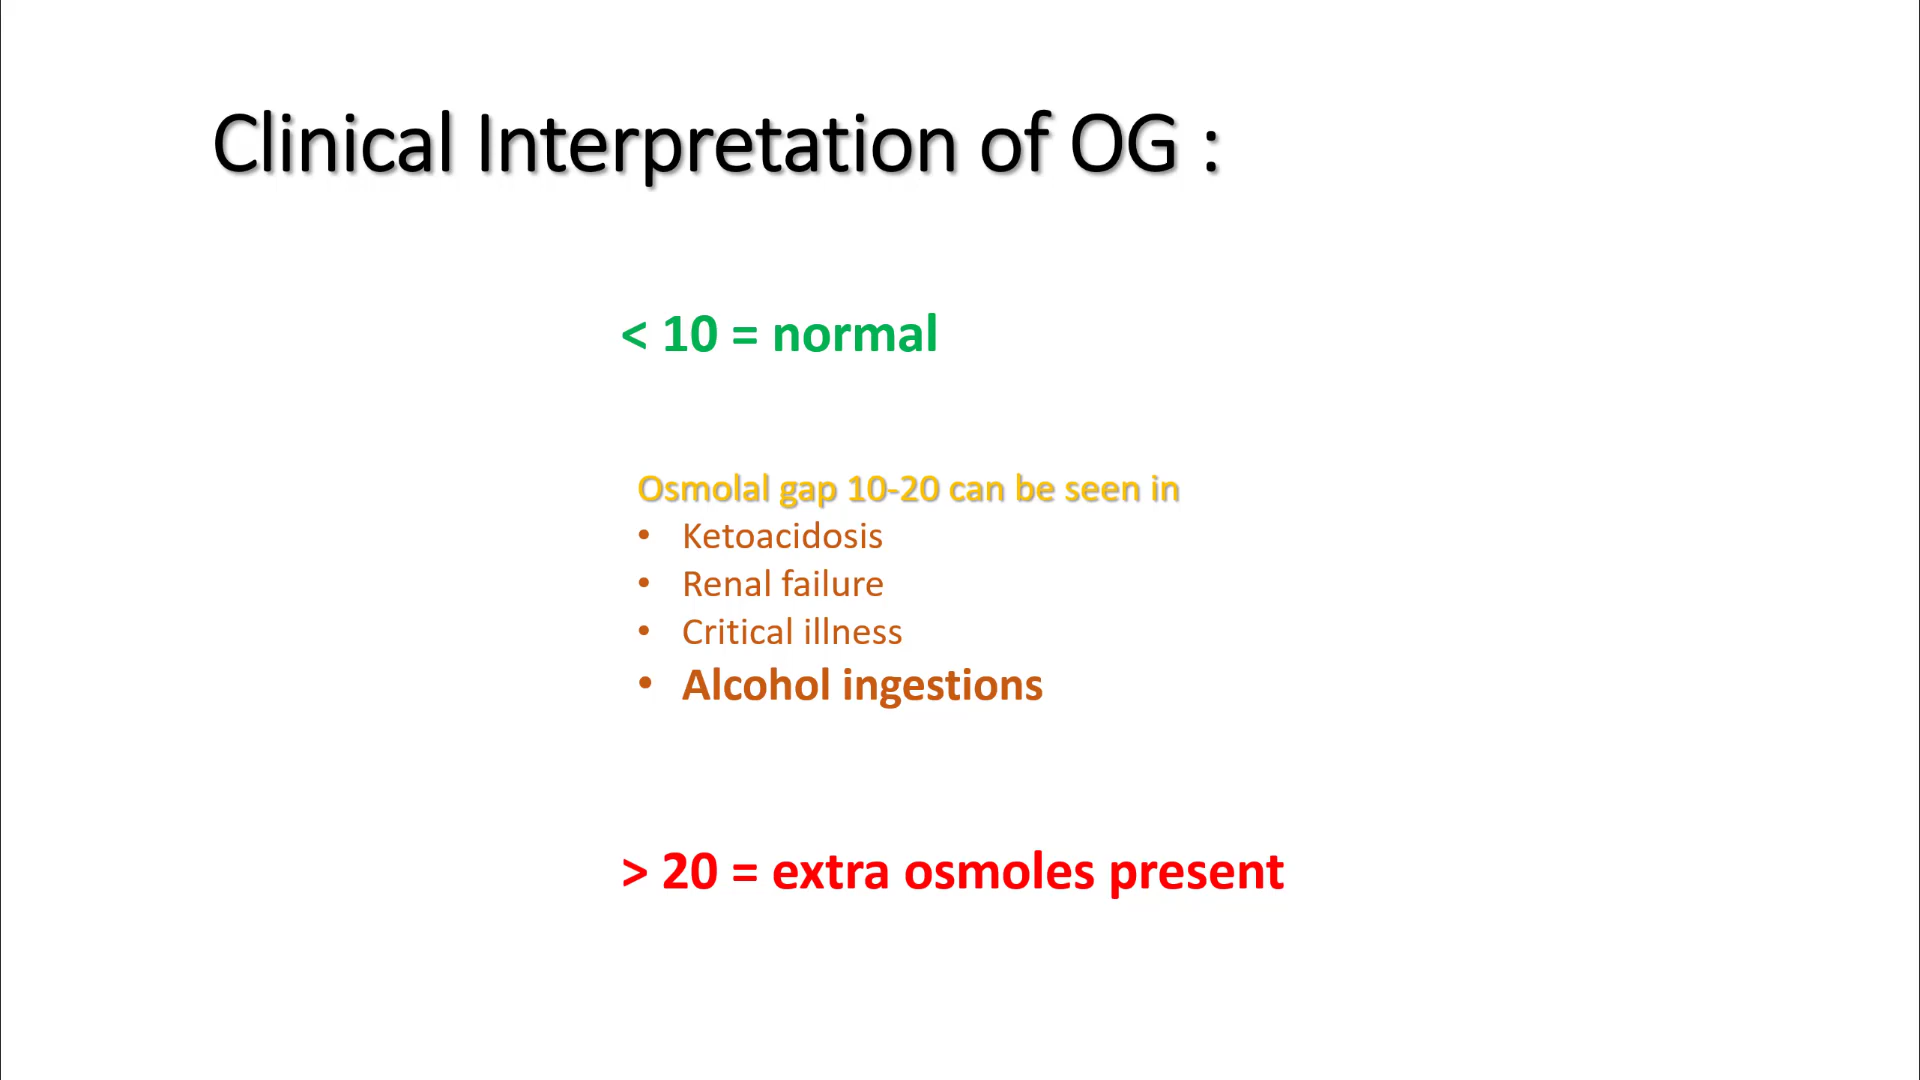 Clinical Interpretation of OG :
< 10 = normal
Osmolal gap 10-20 can be seen in
• Ketoacidosis
• Renal failure
• Critical illness
• Alcohol ingestions
> 20 = extra osmoles present